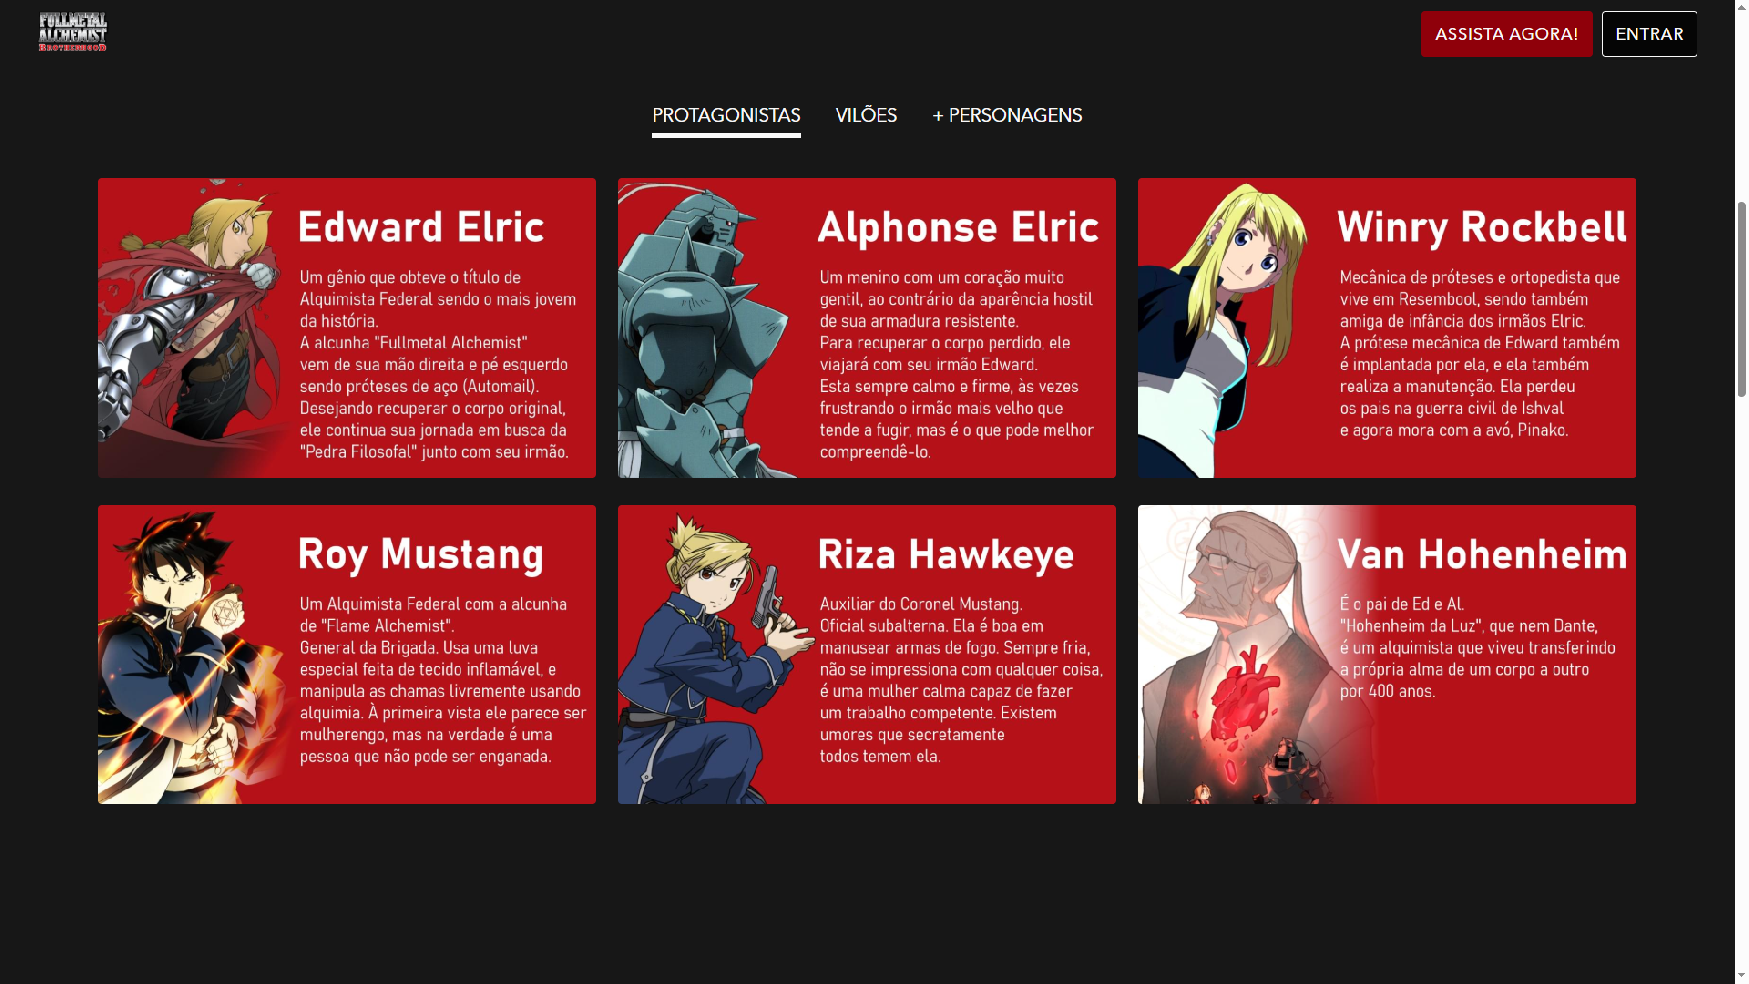 FULLMETAL
ALCHEMIST
BROTHERHOOD
ASSISTA AGORA!
ENTRAR
PROTAGONISTAS
VILÕES
+ PERSONAGENS
Edward Elric
Um gênio que obteve o título de
Alquimista Federal sendo o mais jovem
da história.
A alcunha "Fullmetal Alchemist"
vem de sua mão direita e pé esquerdo
sendo próteses de aço (Automail).
Desejando recuperar o corpo original,
ele continua sua jornada em busca da
"Pedra Filosofal" junto com seu irmão.
Alphonse Elric
Um menino com um coração muito
gentil, ao contrário da aparência hostil
de sua armadura resistente.
Para recuperar o corpo perdido, ele
viajará com seu irmão Edward.
Esta sempre calmo e firme, às vezes
frustrando o irmão mais velho que
tende a fugir, mas é o que pode melhor
compreendê-lo.
Winry Rockbell
Mecânica de próteses e ortopedista que
vive em Resembool, sendo também
amiga de infância dos irmãos Elric.
A prótese mecânica de Edward também
é implantada por ela, e ela também
realiza a manutenção. Ela perdeu
os pais na guerra civil de Ishval
e agora mora com a avó, Pinako.
Roy Mustang
Um Alquimista Federal com a alcunha
de "Flame Alchemist".
General da Brigada. Usa uma luva
especial feita de tecido inflamável, e
manipula as chamas livremente usando
alquimia. À primeira vista ele parece ser
mulherengo, mas na verdade é uma
pessoa que não pode ser enganada.
Riza Hawkeye
Auxiliar do Coronel Mustang.
Oficial subalterna. Ela é boa em
manusear armas de fogo. Sempre fria,
não se impressiona com qualquer coisa,
é uma mulher calma capaz de fazer
um trabalho competente. Existem
umores que secretamente
todos temem ela.
Van Hohenheim
É o pai de Ed e Al.
"Hohenheim da Luz", que nem Dante,
é um alquimista que viveu transferindo
a própria alma de um corpo a outro
por 400 anos.